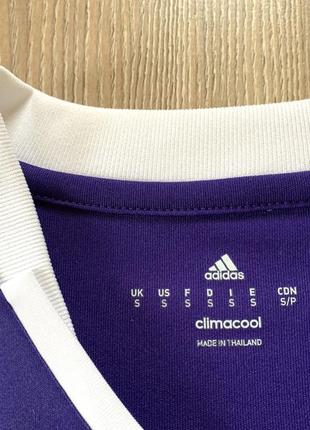 adidas
UK US F D I E CDN
S S S S S S S/P
climacool
MADE IN THAILAND